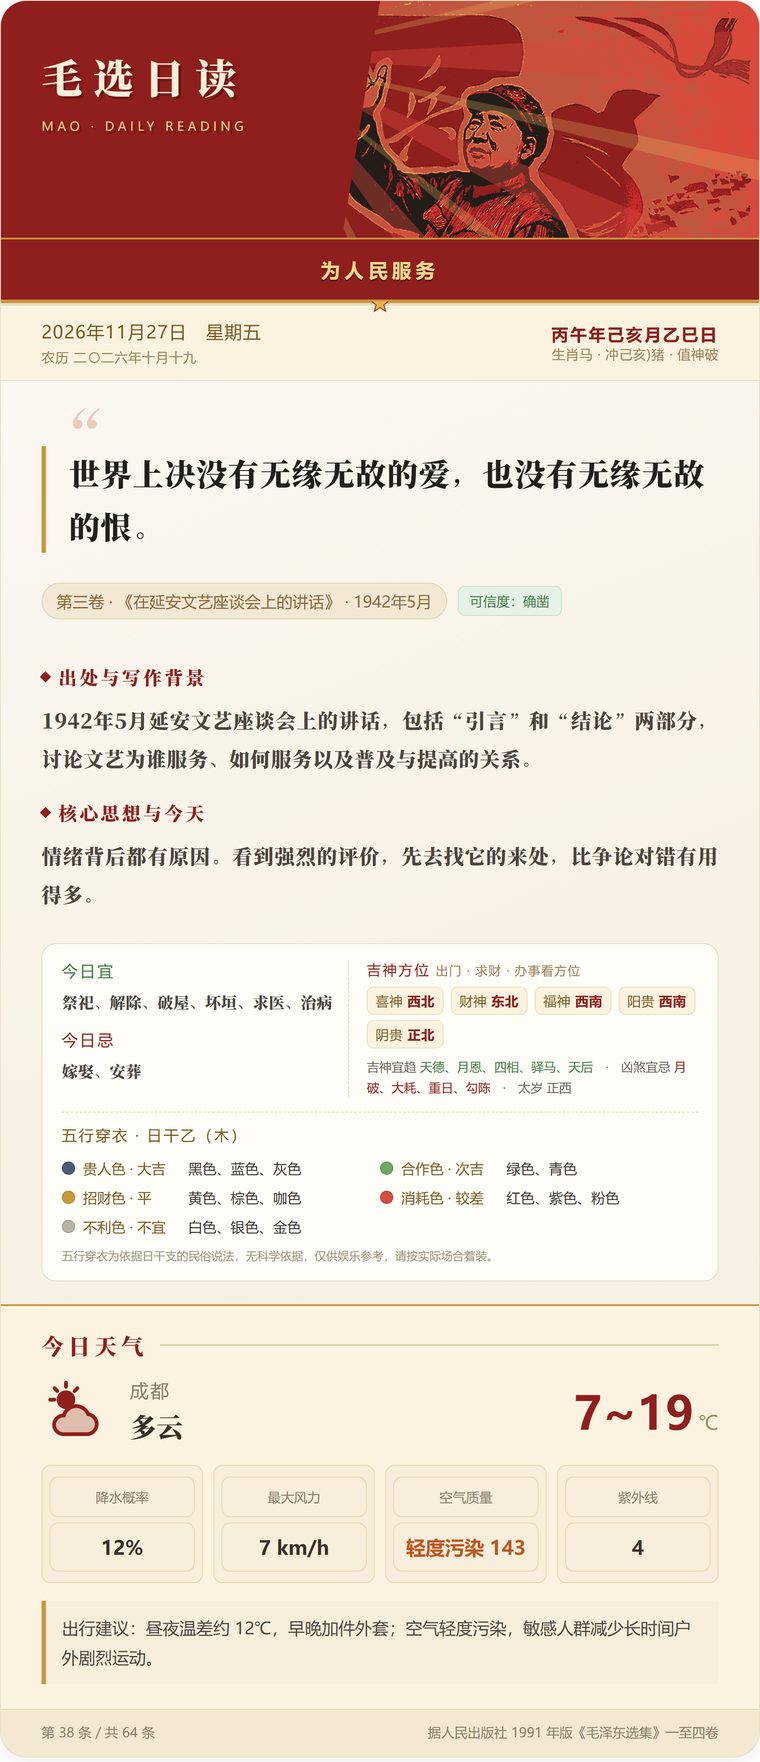 毛选日读
MAO · DAILY READING
为人民服务
2026年11月27日 星期五
农历 二〇二六年十月十九
丙午年己亥月乙巳日
生肖马 · 冲己亥)猪 · 值神破
“
世界上决没有无缘无故的爱，也没有无缘无故
的恨。
第三卷 · 《在延安文艺座谈会上的讲话》 · 1942年5月
可信度：确凿
◆ 出处与写作背景
1942年5月延安文艺座谈会上的讲话，包括“引言”和“结论”两部分，
讨论文艺为谁服务、如何服务以及普及与提高的关系。
◆ 核心思想与今天
情绪背后都有原因。看到强烈的评价，先去找它的来处，比争论对错有用
得多。
今日宜
祭祀、解除、破屋、坏垣、求医、治病
今日忌
嫁娶、安葬
吉神方位 出门 · 求财 · 办事看方位
喜神 西北 财神 东北 福神 西南 阳贵 西南
阴贵 正北
吉神宜趋 天德、月恩、四相、驿马、天后 · 凶煞宜忌 月
破、大耗、重日、勾陈 · 太岁 正西
五行穿衣 · 日干乙（木）
贵人色 · 大吉 黑色、蓝色、灰色
合作色 · 次吉 绿色、青色
招财色 · 平 黄色、棕色、咖色
消耗色 · 较差 红色、紫色、粉色
不利色 · 不宜 白色、银色、金色
五行穿衣为依据日干支的民俗说法，无科学依据，仅供娱乐参考，请按实际场合着装。
今日天气
成都
多云
7~19 ℃
降水概率
12%
最大风力
7 km/h
空气质量
轻度污染 143
紫外线
4
出行建议：昼夜温差约 12℃，早晚加件外套；空气轻度污染，敏感人群减少长时间户
外剧烈运动。
第 38 条 / 共 64 条
据人民出版社 1991 年版《毛泽东选集》一至四卷